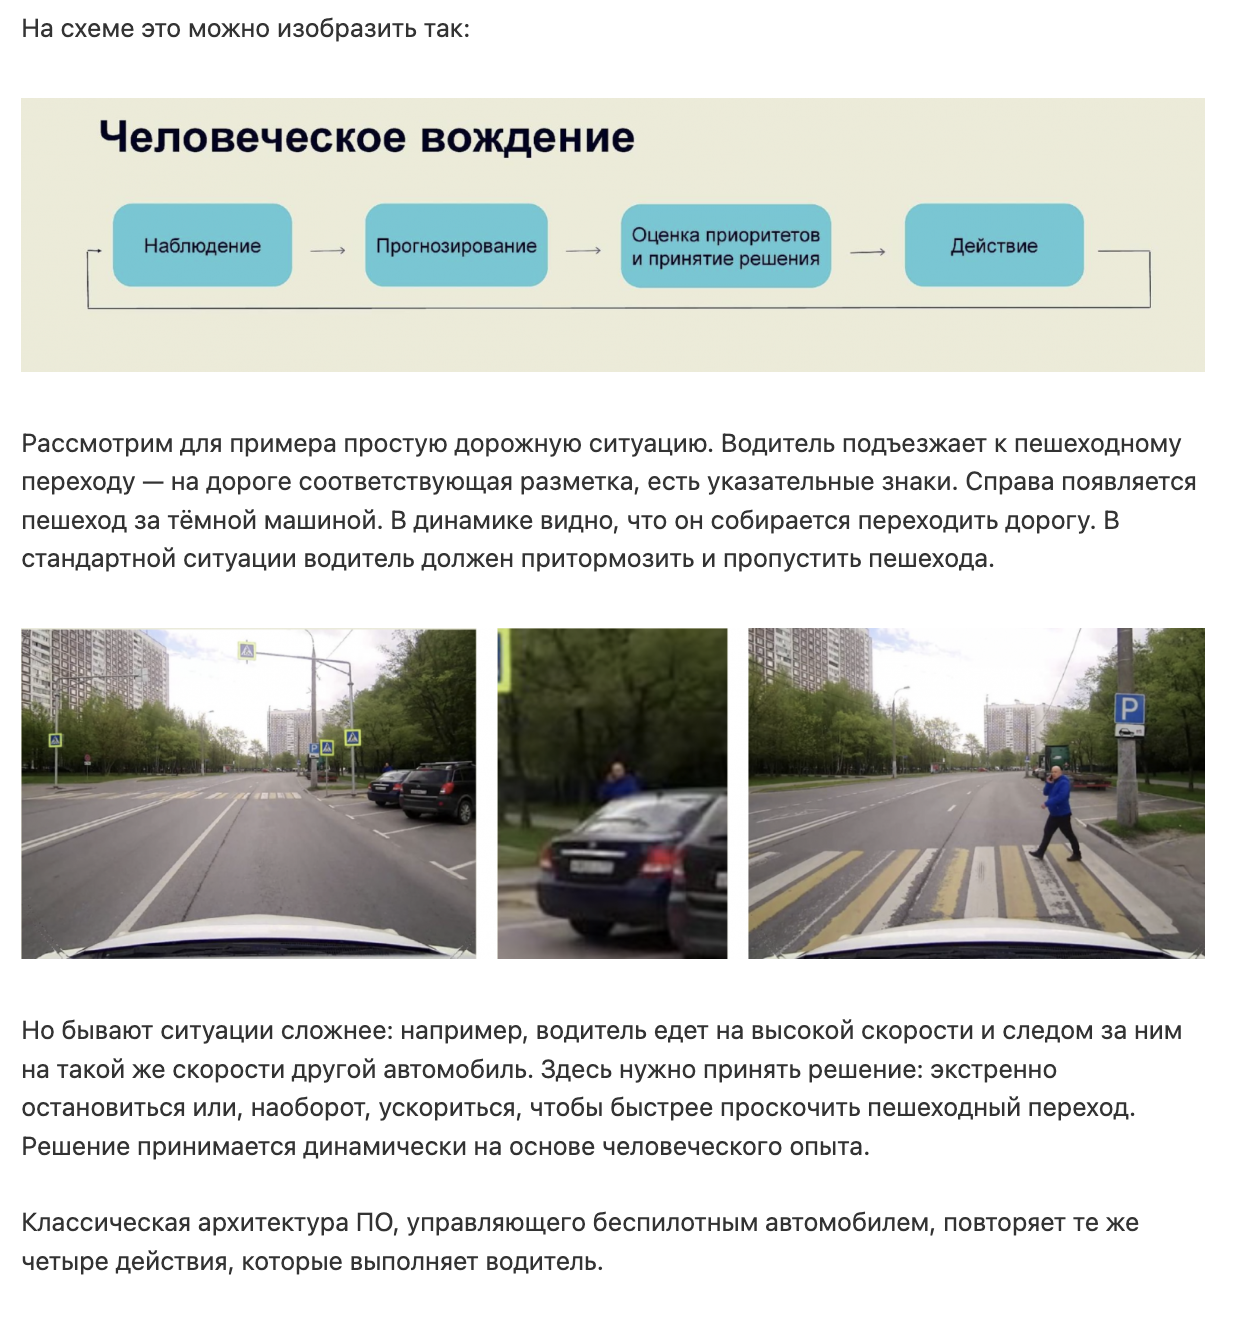 На схеме это можно изобразить так:
Человеческое вождение
Наблюдение
Прогнозирование
Оценка приоритетов
и принятие решения
Действие
Рассмотрим для примера простую дорожную ситуацию. Водитель подъезжает к пешеходному
переходу — на дороге соответствующая разметка, есть указательные знаки. Справа появляется
пешеход за тёмной машиной. В динамике видно, что он собирается переходить дорогу. В
стандартной ситуации водитель должен притормозить и пропустить пешехода.
P
P
Но бывают ситуации сложнее: например, водитель едет на высокой скорости и следом за ним
на такой же скорости другой автомобиль. Здесь нужно принять решение: экстренно
остановиться или, наоборот, ускориться, чтобы быстрее проскочить пешеходный переход.
Решение принимается динамически на основе человеческого опыта.
Классическая архитектура ПО, управляющего беспилотным автомобилем, повторяет те же
четыре действия, которые выполняет водитель.